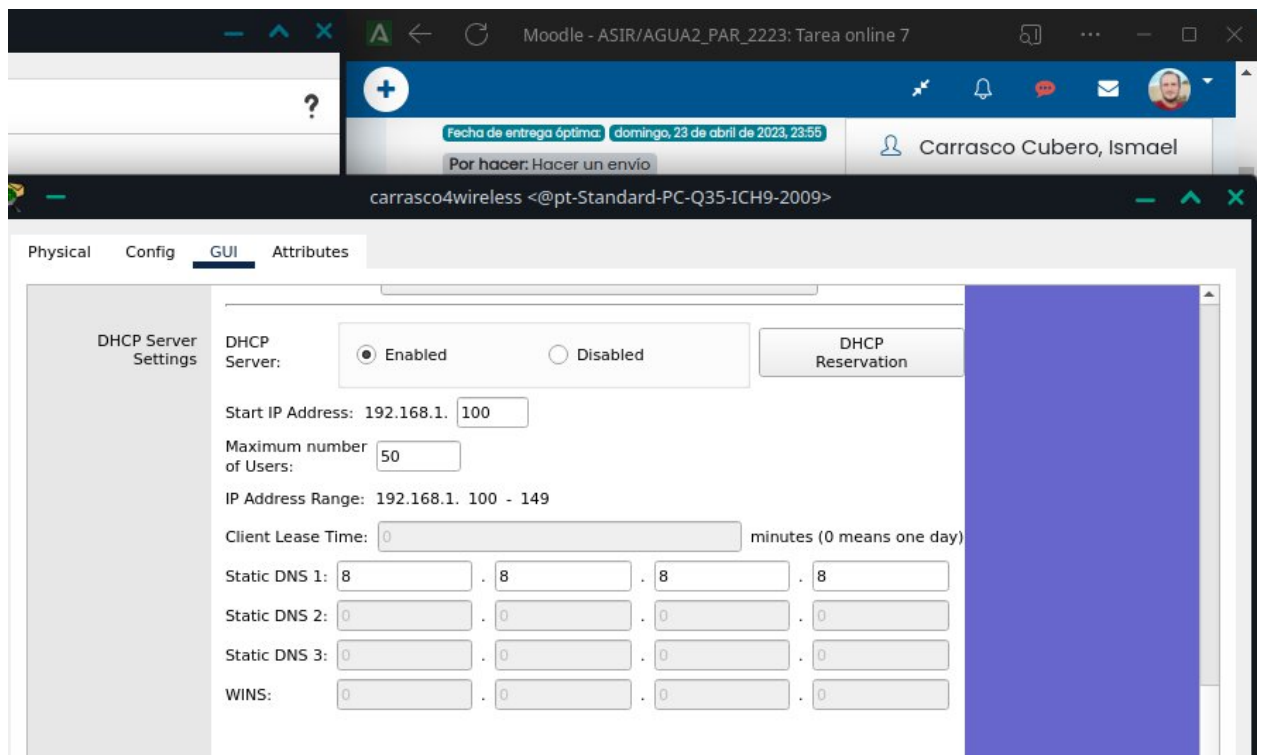 Moodle - ASIR/AGUA2_PAR_2223: Tarea online 7
?
Fecha de entrega óptima: domingo, 23 de abril de 2023, 23:55
Por hacer: Hacer un envío
Carrasco Cubero, Ismael
carrasco4wireless <@pt-Standard-PC-Q35-ICH9-2009>
Physical Config GUI Attributes
DHCP Server Settings
DHCP Server: Enabled Disabled DHCP Reservation
Start IP Address: 192.168.1. 100
Maximum number of Users: 50
IP Address Range: 192.168.1. 100 - 149
Client Lease Time: 0 minutes (0 means one day)
Static DNS 1: 8 . 8 . 8 . 8
Static DNS 2: 0 . 0 . 0 . 0
Static DNS 3: 0 . 0 . 0 . 0
WINS: 0 . 0 . 0 . 0